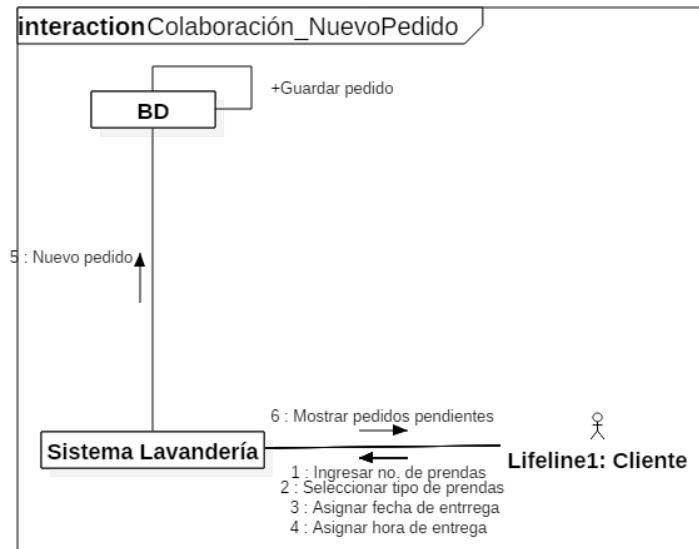 interactionColaboración_NuevoPedido
+Guardar pedido
BD
5 : Nuevo pedido
6 : Mostrar pedidos pendientes
Sistema Lavandería
Lifeline1: Cliente
1 : Ingresar no. de prendas
2 : Seleccionar tipo de prendas
3 : Asignar fecha de entrrega
4 : Asignar hora de entrega